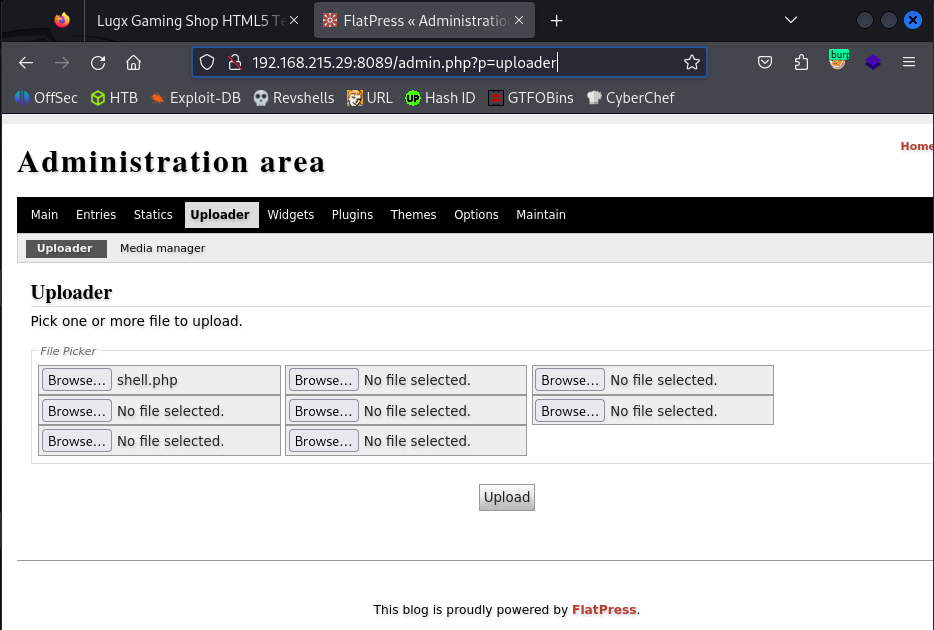 Lugx Gaming Shop HTML5 Te
FlatPress « Administratio
192.168.215.29:8089/admin.php?p=uploader
burp
OffSec HTB Exploit-DB Revshells URL UP Hash ID GTFOBins CyberChef
Home
Administration area
Main Entries Statics Uploader Widgets Plugins Themes Options Maintain
Uploader Media manager
Uploader
Pick one or more file to upload.
File Picker
Browse... shell.php Browse... No file selected. Browse... No file selected.
Browse... No file selected. Browse... No file selected. Browse... No file selected.
Browse... No file selected. Browse... No file selected.
Upload
This blog is proudly powered by FlatPress.